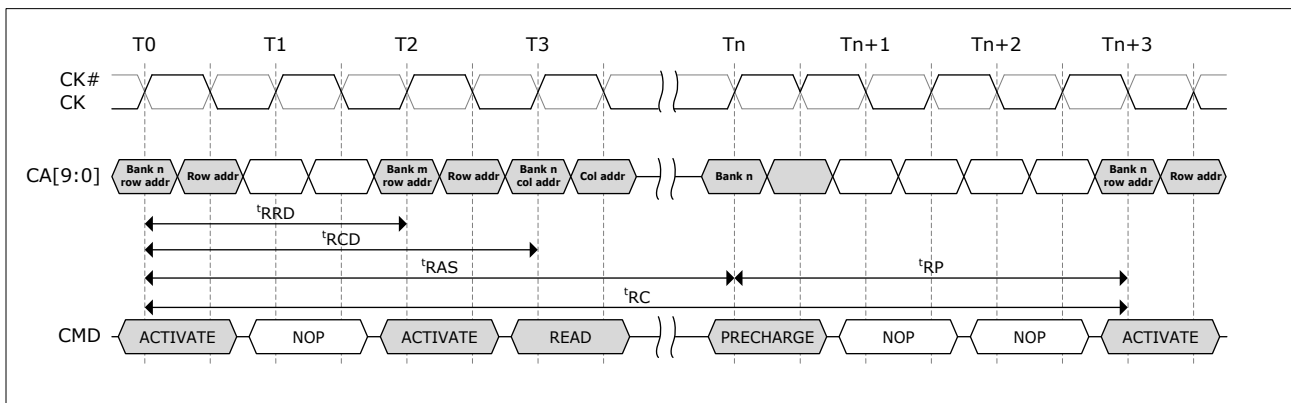 T0 T1 T2 T3 Tn Tn+1 Tn+2 Tn+3
CK#
CK
CA[9:0]
Bank n
row addr
Row addr
Bank m
row addr
Row addr
Bank n
col addr
Col addr
Bank n
Bank n
row addr
Row addr
tRRD
tRCD
tRAS tRP
tRC
CMD ACTIVATE NOP ACTIVATE READ PRECHARGE NOP NOP ACTIVATE